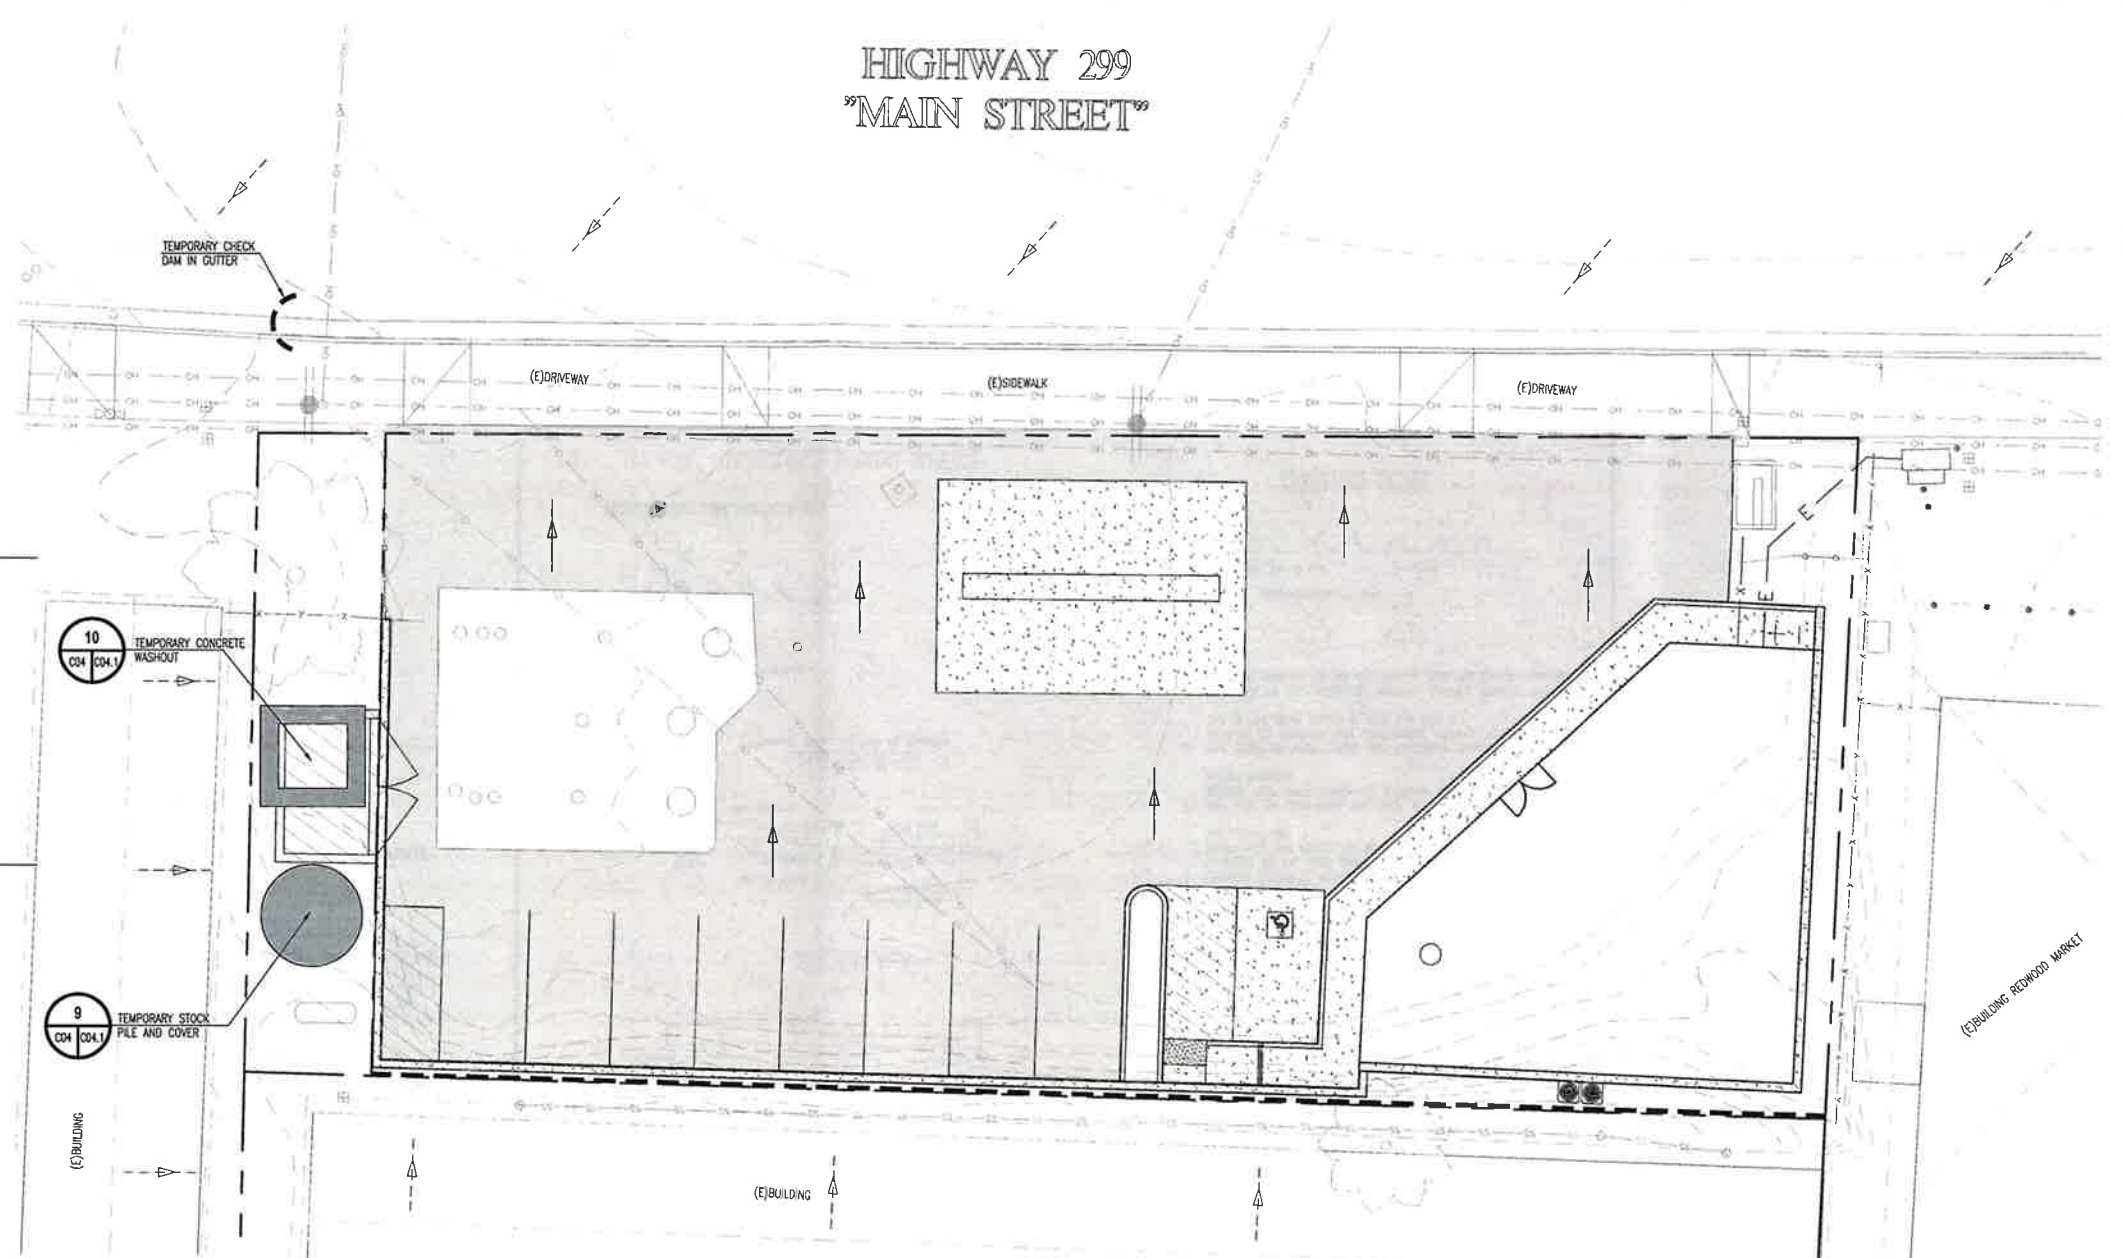 HIGHWAY 299
"MAIN STREET"
TEMPORARY CHECK
DAM IN GUTTER
(E)DRIVEWAY
(E)SIDEWALK
(E)DRIVEWAY
E
E
10
C04 C04.1
TEMPORARY CONCRETE
WASHOUT
9
C04 C04.1
TEMPORARY STOCK
PILE AND COVER
(E)BUILDING
(E)BUILDING
(E)BUILDING REDWOOD MARKET